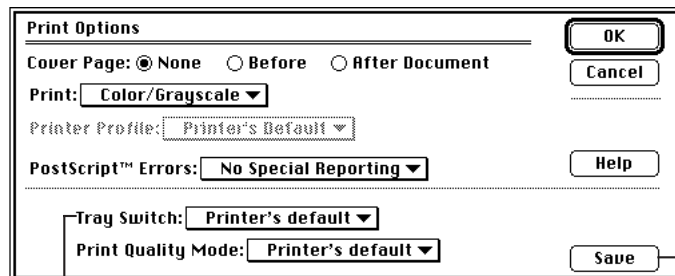 Print Options
OK
Cover Page: None Before After Document
Cancel
Print: Color/Grayscale
Printer Profile: Printer's Default
PostScript™ Errors: No Special Reporting
Help
Tray Switch: Printer's default
Print Quality Mode: Printer's default
Save